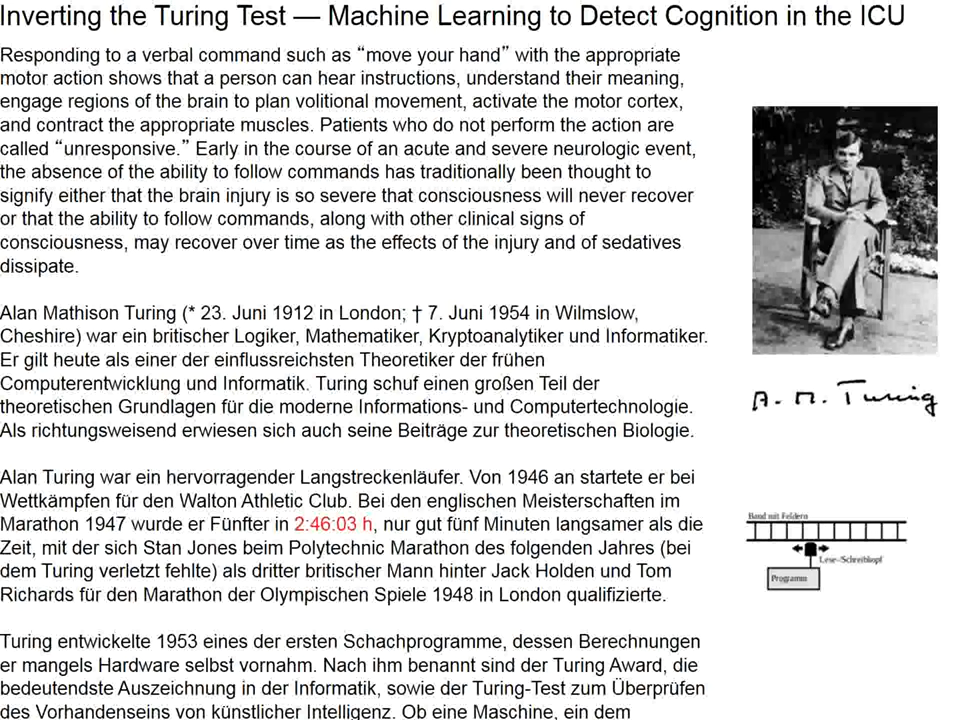 Inverting the Turing Test — Machine Learning to Detect Cognition in the ICU
Responding to a verbal command such as “move your hand” with the appropriate
motor action shows that a person can hear instructions, understand their meaning,
engage regions of the brain to plan volitional movement, activate the motor cortex,
and contract the appropriate muscles. Patients who do not perform the action are
called “unresponsive.” Early in the course of an acute and severe neurologic event,
the absence of the ability to follow commands has traditionally been thought to
signify either that the brain injury is so severe that consciousness will never recover
or that the ability to follow commands, along with other clinical signs of
consciousness, may recover over time as the effects of the injury and of sedatives
dissipate.
Alan Mathison Turing (* 23. Juni 1912 in London; † 7. Juni 1954 in Wilmslow,
Cheshire) war ein britischer Logiker, Mathematiker, Kryptoanalytiker und Informatiker.
Er gilt heute als einer der einflussreichsten Theoretiker der frühen
Computerentwicklung und Informatik. Turing schuf einen großen Teil der
theoretischen Grundlagen für die moderne Informations- und Computertechnologie.
Als richtungsweisend erwiesen sich auch seine Beiträge zur theoretischen Biologie.
Alan Turing war ein hervorragender Langstreckenläufer. Von 1946 an startete er bei
Wettkämpfen für den Walton Athletic Club. Bei den englischen Meisterschaften im
Marathon 1947 wurde er Fünfter in 2:46:03 h, nur gut fünf Minuten langsamer als die
Zeit, mit der sich Stan Jones beim Polytechnic Marathon des folgenden Jahres (bei
dem Turing verletzt fehlte) als dritter britischer Mann hinter Jack Holden und Tom
Richards für den Marathon der Olympischen Spiele 1948 in London qualifizierte.
Turing entwickelte 1953 eines der ersten Schachprogramme, dessen Berechnungen
er mangels Hardware selbst vornahm. Nach ihm benannt sind der Turing Award, die
bedeutendste Auszeichnung in der Informatik, sowie der Turing-Test zum Überprüfen
des Vorhandenseins von künstlicher Intelligenz. Ob eine Maschine, ein dem
A. M. Turing
Band mit Feldern
Lese-/Schreibkopf
Programm